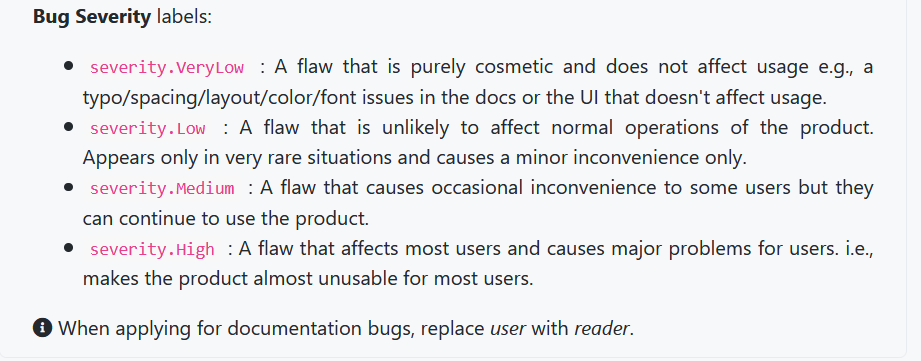 Bug Severity labels:
severity.VeryLow : A flaw that is purely cosmetic and does not affect usage e.g., a
typo/spacing/layout/color/font issues in the docs or the UI that doesn't affect usage.
severity.Low : A flaw that is unlikely to affect normal operations of the product.
Appears only in very rare situations and causes a minor inconvenience only.
severity.Medium : A flaw that causes occasional inconvenience to some users but they
can continue to use the product.
severity.High : A flaw that affects most users and causes major problems for users. i.e.,
makes the product almost unusable for most users.
When applying for documentation bugs, replace user with reader.